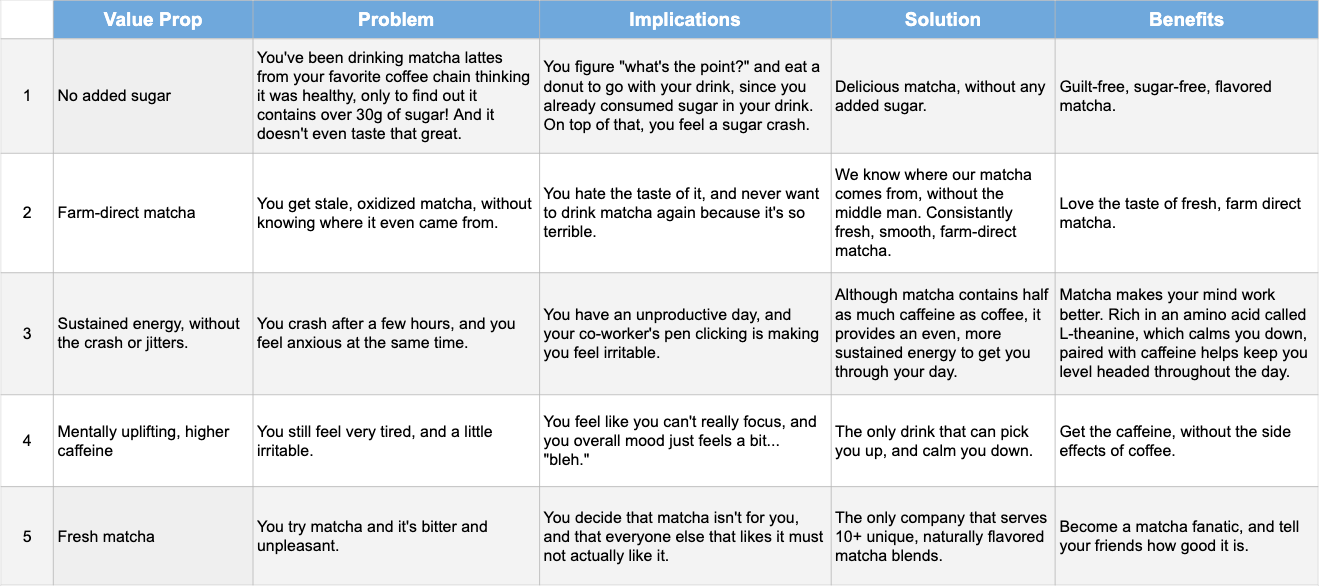 Value Prop
Problem
Implications
Solution
Benefits
1
No added sugar
You've been drinking matcha lattes
from your favorite coffee chain thinking
it was healthy, only to find out it
contains over 30g of sugar! And it
doesn't even taste that great.
You figure "what's the point?" and eat a
donut to go with your drink, since you
already consumed sugar in your drink.
On top of that, you feel a sugar crash.
Delicious matcha, without any
added sugar.
Guilt-free, sugar-free, flavored
matcha.
2
Farm-direct matcha
You get stale, oxidized matcha, without
knowing where it even came from.
You hate the taste of it, and never want
to drink matcha again because it's so
terrible.
We know where our matcha
comes from, without the
middle man. Consistantly
fresh, smooth, farm-direct
matcha.
Love the taste of fresh, farm direct
matcha.
3
Sustained energy, without
the crash or jitters.
You crash after a few hours, and you
feel anxious at the same time.
You have an unproductive day, and
your co-worker's pen clicking is making
you feel irritable.
Although matcha contains half
as much caffeine as coffee, it
provides an even, more
sustained energy to get you
through your day.
Matcha makes your mind work
better. Rich in an amino acid called
L-theanine, which calms you down,
paired with caffeine helps keep you
level headed throughout the day.
4
Mentally uplifting, higher
caffeine
You still feel very tired, and a little
irritable.
You feel like you can't really focus, and
you overall mood just feels a bit...
"bleh."
The only drink that can pick
you up, and calm you down.
Get the caffeine, without the side
effects of coffee.
5
Fresh matcha
You try matcha and it's bitter and
unpleasant.
You decide that matcha isn't for you,
and that everyone else that likes it must
not actually like it.
The only company that serves
10+ unique, naturally flavored
matcha blends.
Become a matcha fanatic, and tell
your friends how good it is.